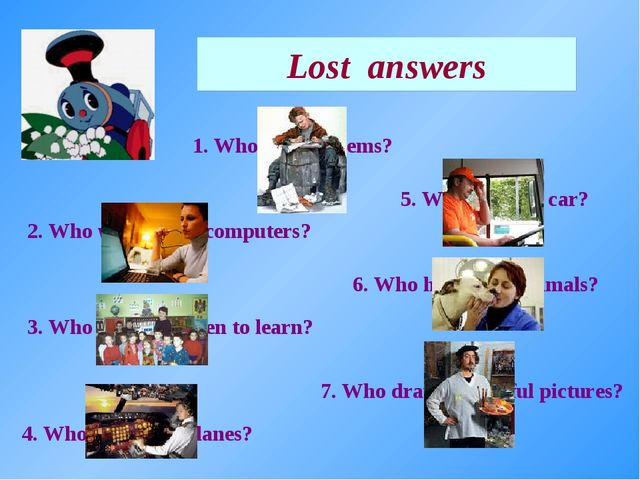 Lost answers
1. Who ems?
5. W car?
2. Who w computers?
6. Who h mals?
3. Who en to learn?
7. Who dra ful pictures?
4. Who lanes?